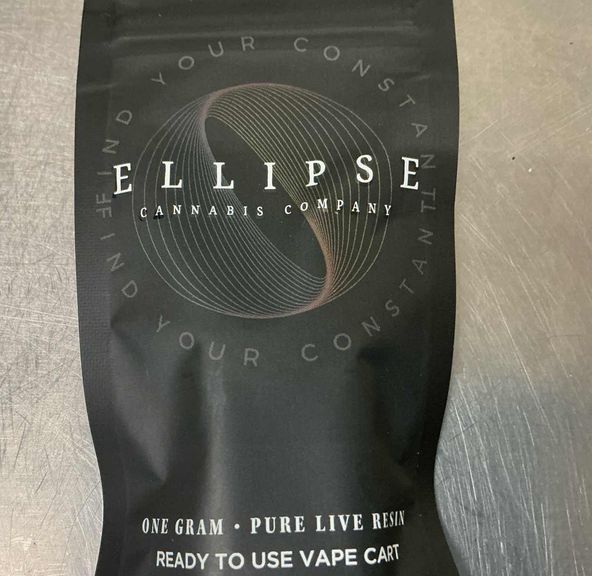 FIND YOUR CONSTANT
ELLIPSE
CANNABIS COMPANY
FIND YOUR CONSTANT
ONE GRAM • PURE LIVE RESIN
READY TO USE VAPE CART